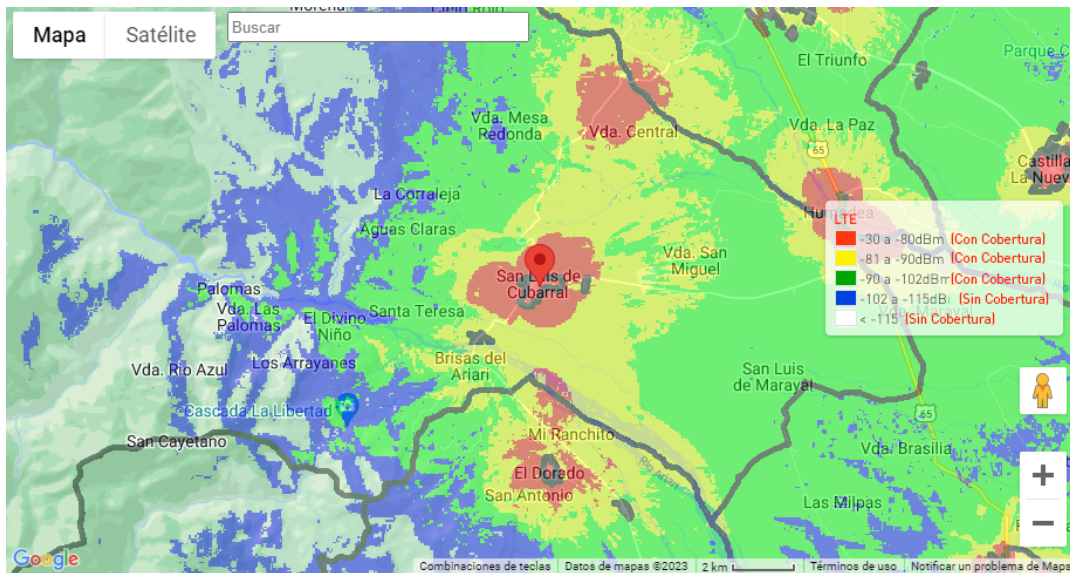 Mapa
Satélite
Buscar
Morena
Cielo Rojo
El Triunfo
Vda. Mesa
Redonda
Vda. Central
Vda. La Paz
65
Castilla
La Nueva
La Corraleja
Aguas Claras
Vda. San
Miguel
San Luis de
Cubarral
Humadea
LTE
-30 a -80dBm (Con Cobertura)
-81 a -90dBm (Con Cobertura)
-90 a -102dBm(Con Cobertura)
-102 a -115dB (Sin Cobertura)
< -115 (Sin Cobertura)
Palomas
Vda. Las
Palomas
El Divino
Niño
Santa Teresa
Brisas del
Ariari
Vda. Rio Azul
Los Arrayanes
San Luis
de Marayal
Cascada La Libertad
San Cayetano
65
Mi Ranchito
El Dorado
San Antonio
Vda. Brasilia
Las Milpas
Google
Combinaciones de teclas
Datos de mapas ©2023
2 km
Términos de uso
Notificar un problema de Maps